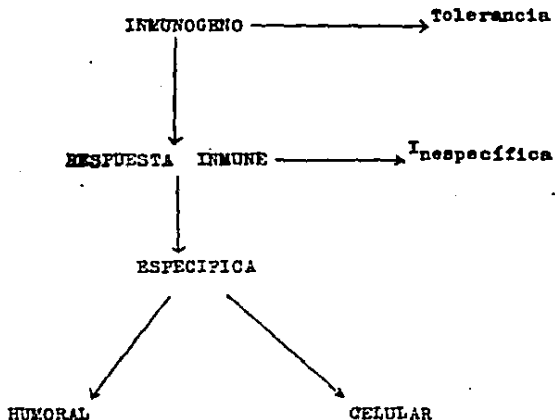 INMUNOGENO Tolerancia
RESPUESTA INMUNE Inespecífica
ESPECIFICA
HUMORAL CELULAR